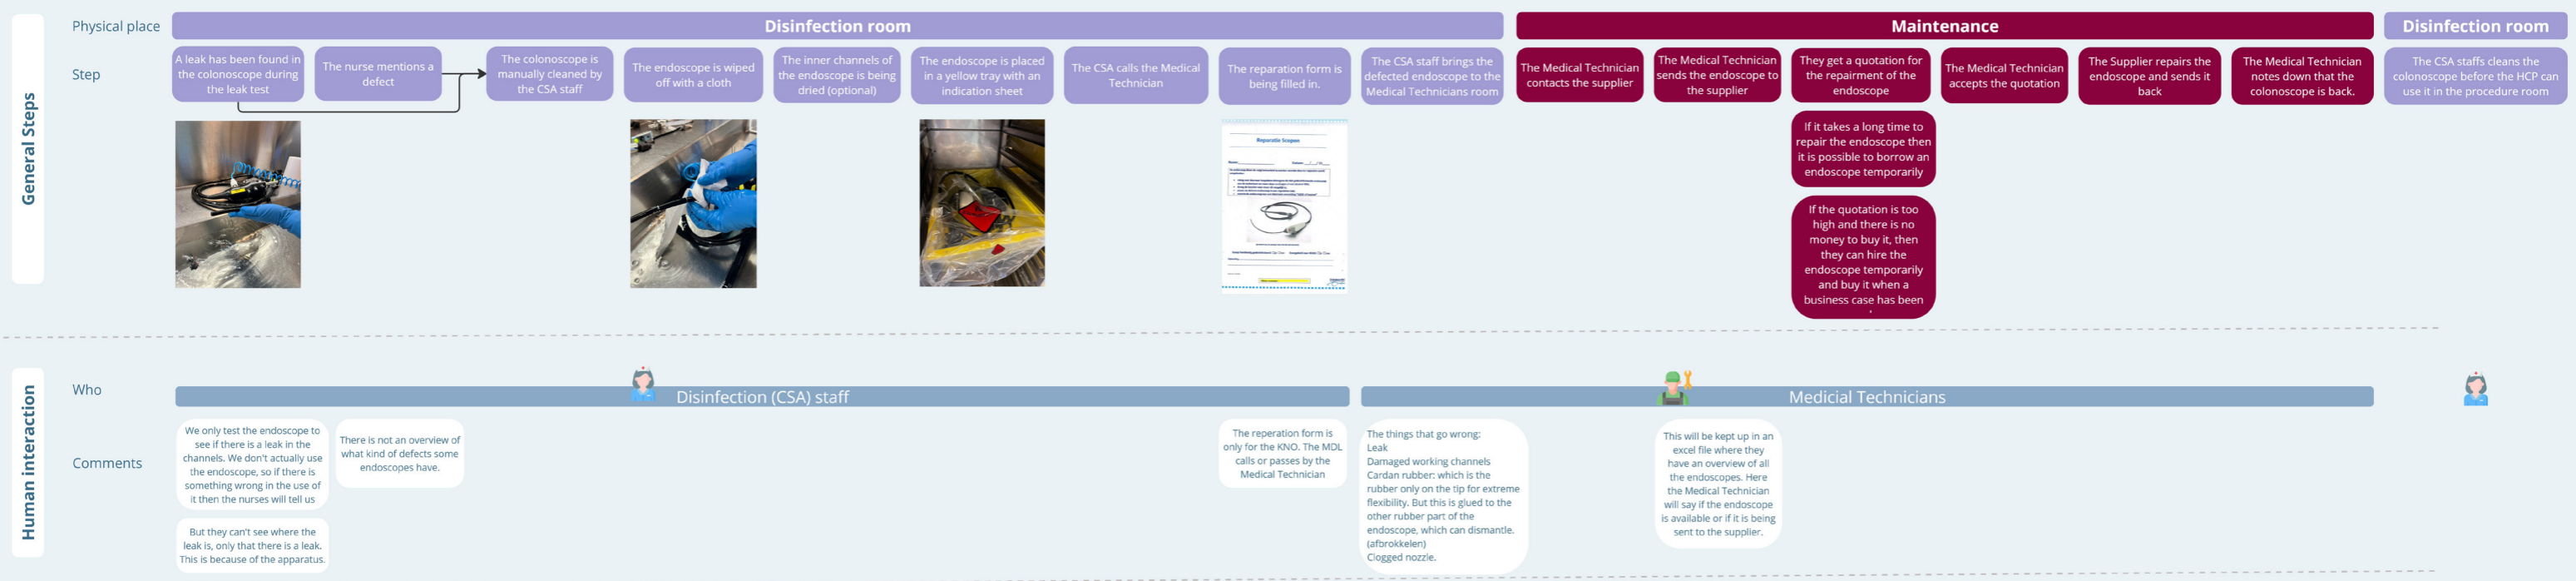 General Steps
Physical place
Disinfection room
Maintenance
Disinfection room
Step
A leak has been found in
the colonoscope during
the leak test
The nurse mentions a
defect
The colonoscope is
manually cleaned by
the CSA staff
The endoscope is wiped
off with a cloth
The inner channels of
the endoscope is being
dried (optional)
The endoscope is placed
in a yellow tray with an
indication sheet
The CSA calls the Medical
Technician
The reparation form is
being filled in.
The CSA staff brings the
defected endoscope to the
Medical Technicians room
The Medical Technician
contacts the supplier
The Medical Technician
sends the endoscope to
the supplier
They get a quotation for
the repairment of the
endoscope
The Medical Technician
accepts the quotation
The Supplier repairs the
endoscope and sends it
back
The Medical Technician
notes down that the
colonoscope is back.
The CSA staffs cleans the
colonoscope before the HCP can
use it in the procedure room
If it takes a long time to
repair the endoscope then
it is possible to borrow an
endoscope temporarily
If the quotation is too
high and there is no
money to buy it, then
they can hire the
endoscope temporarily
and buy it when a
business case has been
Reparatie Scopen
Human interaction
Who
Disinfection (CSA) staff
Medicial Technicians
Comments
We only test the endoscope to
see if there is a leak in the
channels. We don't actually use
the endoscope, so if there is
something wrong in the use of
it then the nurses will tell us
But they can't see where the
leak is, only that there is a leak.
This is because of the apparatus.
There is not an overview of
what kind of defects some
endoscopes have.
The reperation form is
only for the KNO. The MDL
calls or passes by the
Medical Technician
The things that go wrong:
Leak
Damaged working channels
Cardan rubber: which is the
rubber only on the tip for extreme
flexibility. But this is glued to the
other rubber part of the
endoscope, which can dismantle.
(afbrokkelen)
Clogged nozzle.
This will be kept up in an
excel file where they
have an overview of all
the endoscopes. Here
the Medical Technician
will say if the endoscope
is available or if it is being
sent to the supplier.